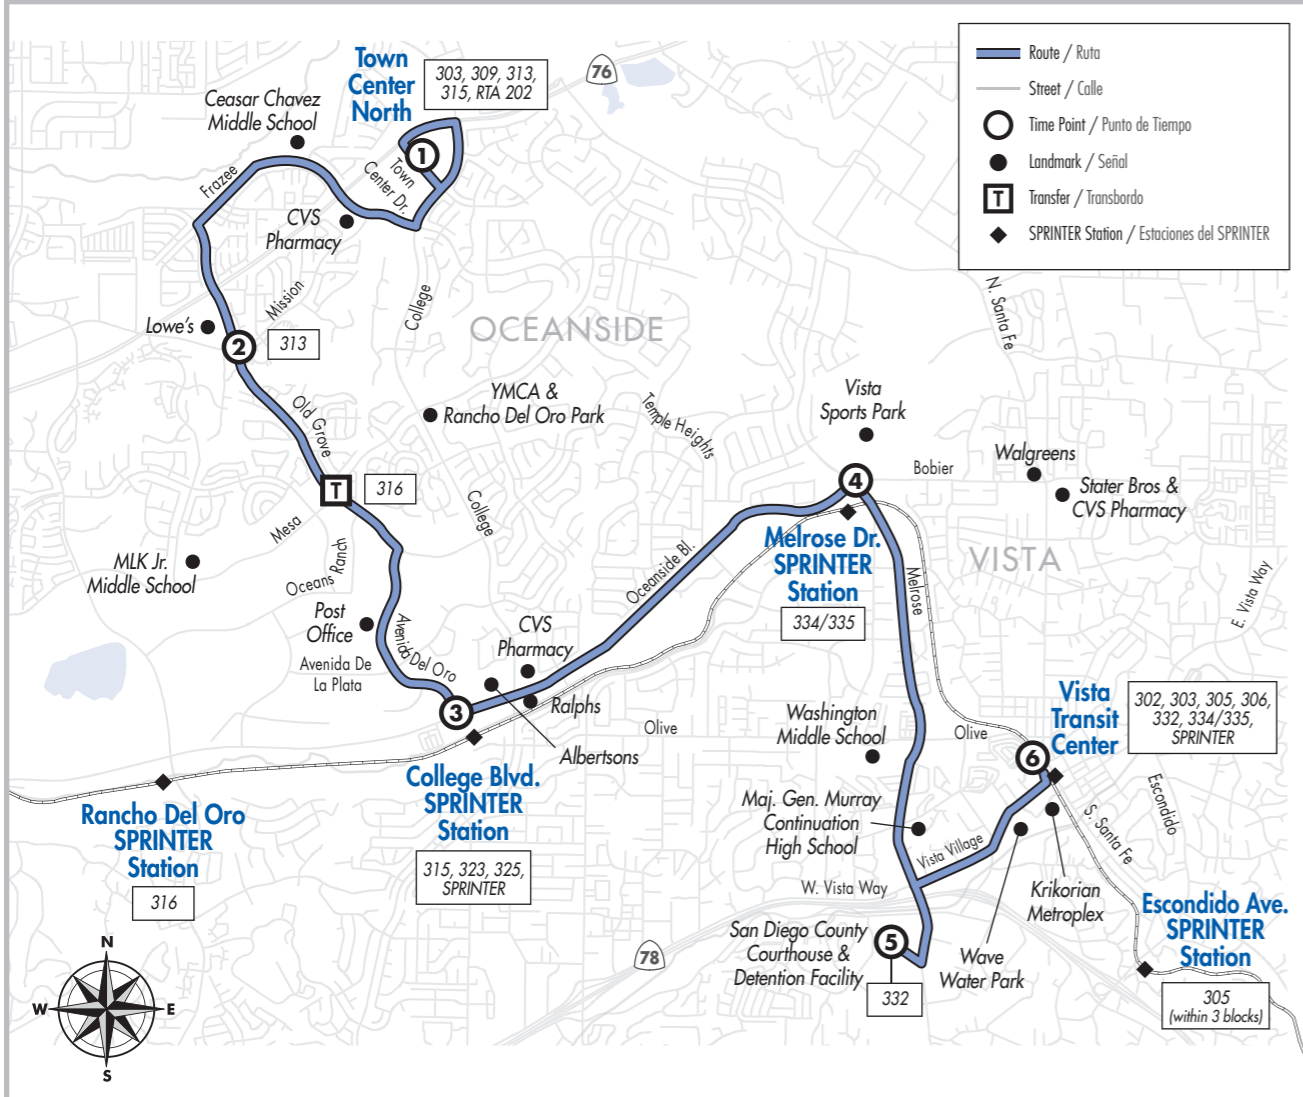 Town
Center
North
303, 309, 313,
315, RTA 202
76
Route / Ruta
Street / Calle
Time Point / Punto de Tiempo
Landmark / Señal
T
Transfer / Transbordo
SPRINTER Station / Estaciones del SPRINTER
Ceasar Chavez
Middle School
1
Town
Center Dr.
Frazee
CVS
Pharmacy
Mission
College
N. Santa Fe
Lowe's
2
313
OCEANSIDE
YMCA &
Rancho Del Oro Park
Old Grove
Temple Heights
Vista
Sports Park
Bobier
Walgreens
Stater Bros &
CVS Pharmacy
4
T
316
College
Mesa
MLK Jr.
Middle School
Oceans Ranch
Melrose Dr.
SPRINTER
Station
334/335
VISTA
Melrose
E. Vista Way
Oceanside Bl.
Post
Office
Avenida Del Oro
Avenida De
La Plata
CVS
Pharmacy
3
Ralphs
Albertsons
Olive
Washington
Middle School
Olive
Vista
Transit
Center
302, 303, 305, 306,
332, 334/335,
SPRINTER
6
Rancho Del Oro
SPRINTER
Station
316
College Blvd.
SPRINTER
Station
315, 323, 325,
SPRINTER
Maj. Gen. Murray
Continuation
High School
Vista Village
S. Santa Fe
Escondido
W. Vista Way
Krikorian
Metroplex
Escondido Ave.
SPRINTER
Station
305
(within 3 blocks)
San Diego County
Courthouse &
Detention Facility
5
332
Wave
Water Park
78
N
W
E
S